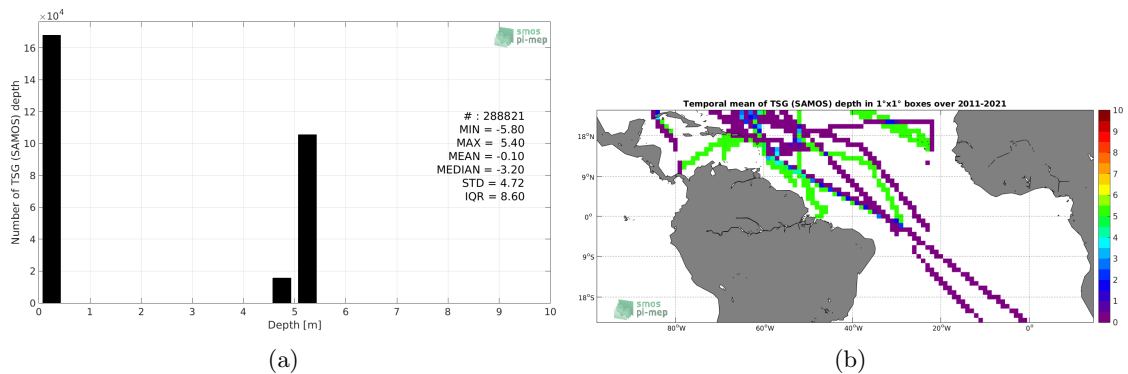 ×10⁴
16
14
12
10
8
6
4
2
0
Number of TSG (SAMOS) depth
smos
pi-mep
# : 288821
MIN = -5.80
MAX = 5.40
MEAN = -0.10
MEDIAN = -3.20
STD = 4.72
IQR = 8.60
0 1 2 3 4 5 6 7 8 9 10
Depth [m]
(a)
Temporal mean of TSG (SAMOS) depth in 1°x1° boxes over 2011-2021
18°N
9°N
0°
9°S
18°S
80°W 60°W 40°W 20°W 0°
smos
pi-mep
10
9
8
7
6
5
4
3
2
1
0
(b)